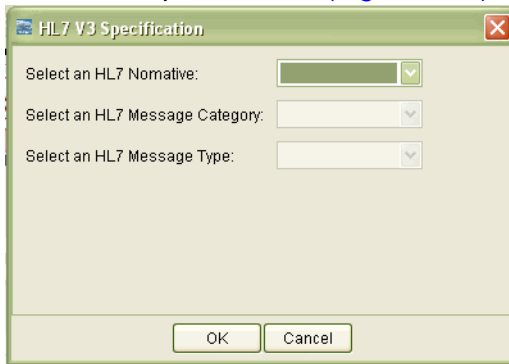 HL7 V3 Specification
Select an HL7 Nomative:
Select an HL7 Message Category:
Select an HL7 Message Type:
OK Cancel